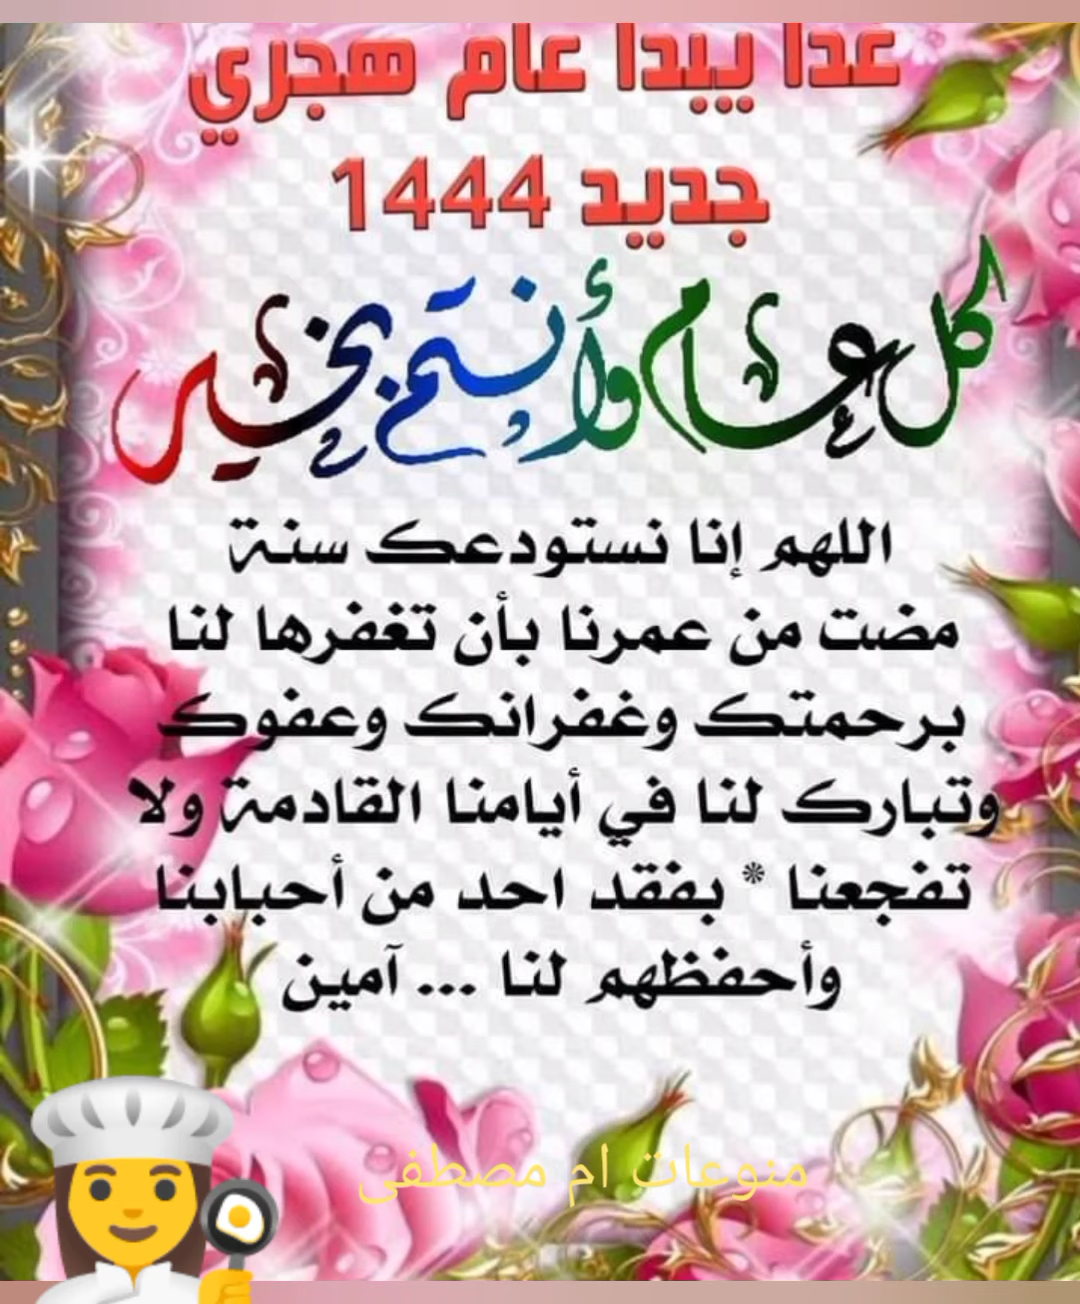 غدا يبدا عام هجري
جديد 1444
كل عام وأنتم بخير
اللهم إنا نستودعك سنة
مضت من عمرنا بأن تغفرها لنا
برحمتك وغفرانك وعفوك
وتبارك لنا في أيامنا القادمة ولا
تفجعنا * بفقد احد من أحبابنا
وأحفظهم لنا ... آمين
منوعات ام مصطفى